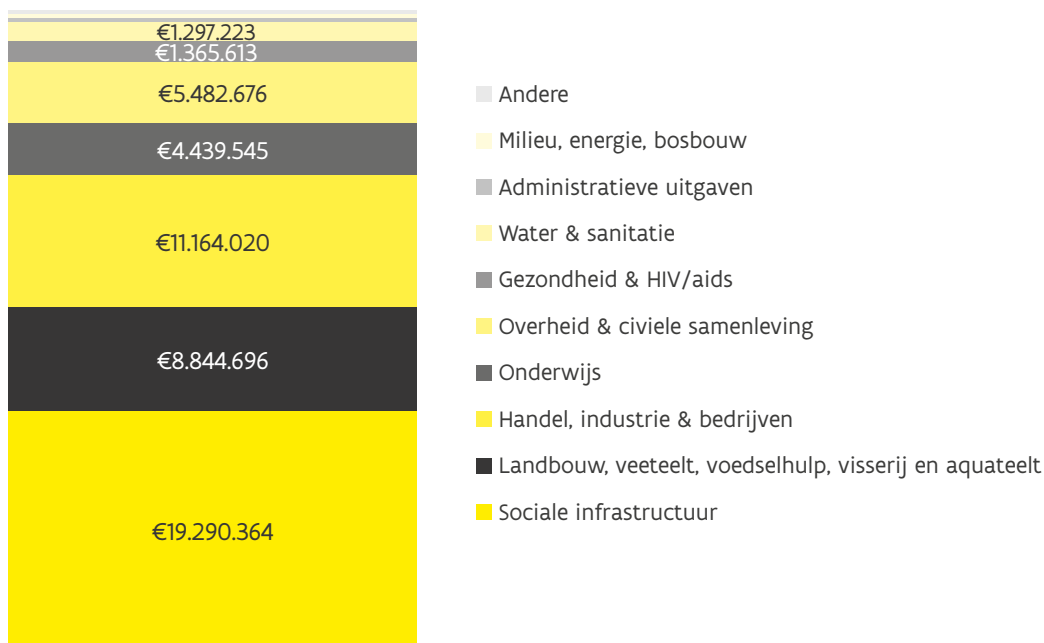 €1.297.223
€1.365.613
€5.482.676
€4.439.545
€11.164.020
€8.844.696
€19.290.364
Andere
Milieu, energie, bosbouw
Administratieve uitgaven
Water & sanitatie
Gezondheid & HIV/aids
Overheid & civiele samenleving
Onderwijs
Handel, industrie & bedrijven
Landbouw, veeteelt, voedselhulp, visserij en aquateelt
Sociale infrastructuur